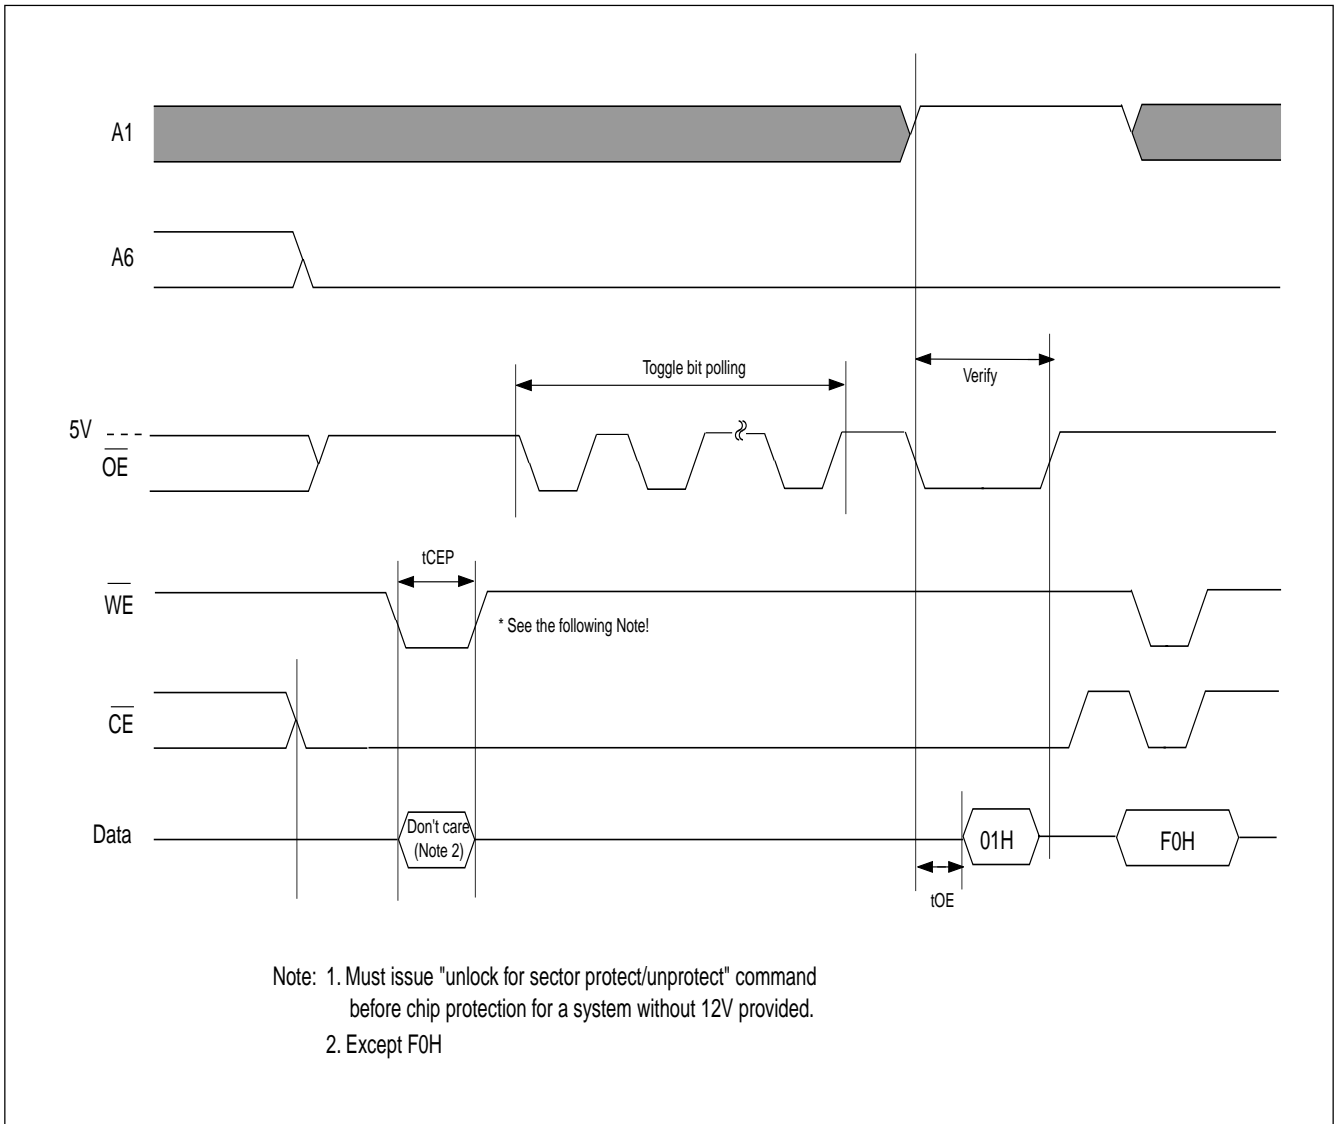 A1
A6
Toggle bit polling
Verify
5V
OE
tCEP
WE
* See the following Note!
CE
Data
Don't care
(Note 2)
01H
F0H
tOE
Note: 1. Must issue "unlock for sector protect/unprotect" command
before chip protection for a system without 12V provided.
2. Except F0H